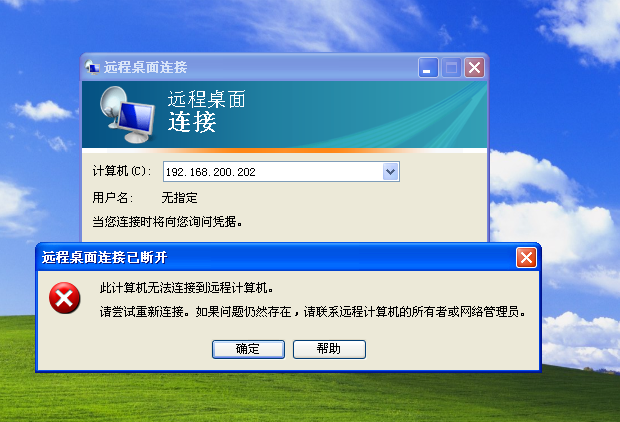 远程桌面连接
远程桌面
连接
计算机(C): 192.168.200.202
用户名: 无指定
当您连接时将向您询问凭据。
远程桌面连接已断开
此计算机无法连接到远程计算机。
请尝试重新连接。如果问题仍然存在，请联系远程计算机的所有者或网络管理员。
确定 帮助